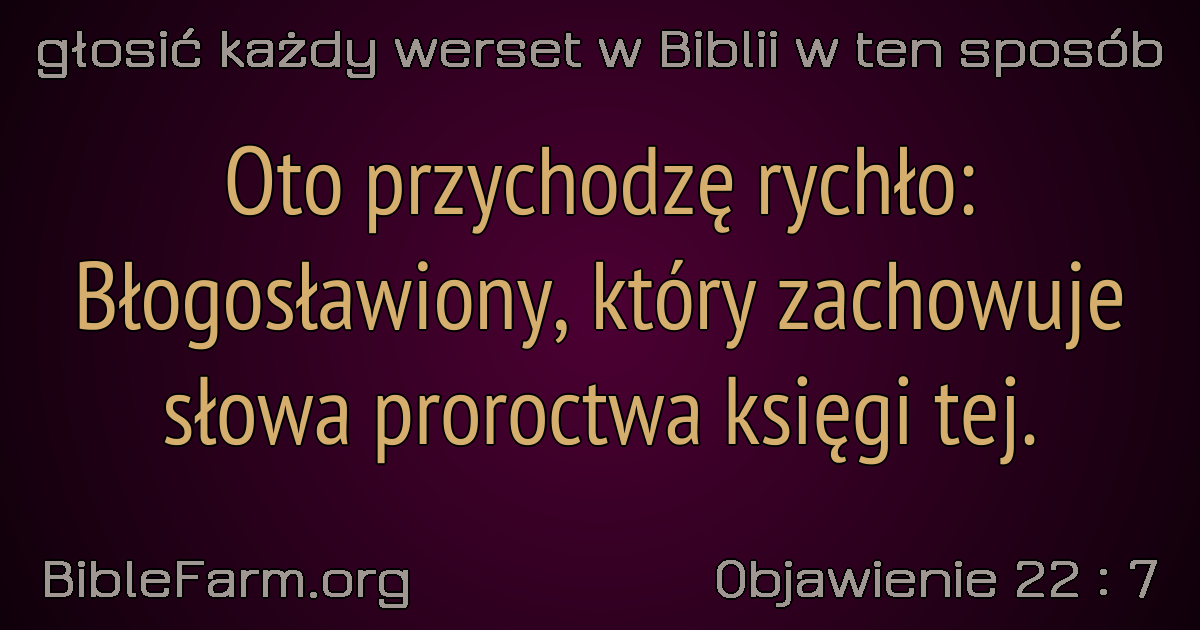 głosić każdy werset w Biblii w ten sposób
Oto przychodzę rychło:
Błogosławiony, który zachowuje
słowa proroctwa księgi tej.
BibleFarm.org
Objawienie 22 : 7